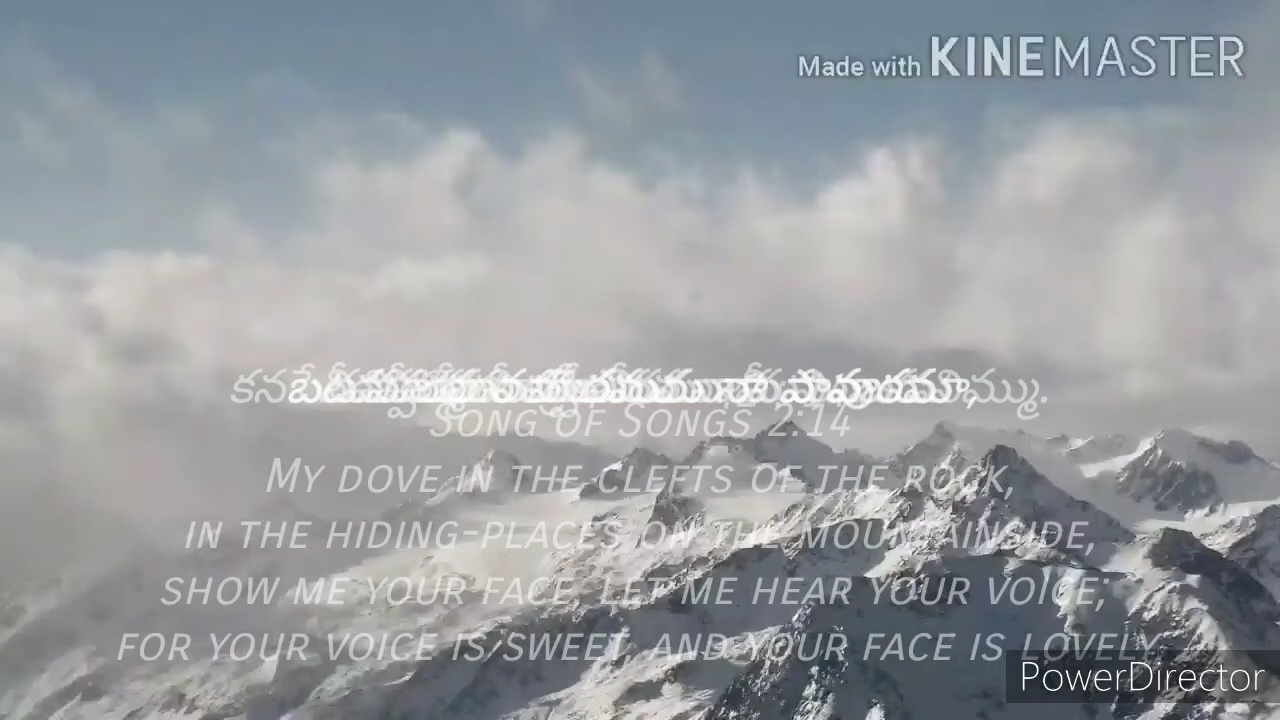 Made with KINEMASTER
Song of Songs 2:14
My dove in the clefts of the rock,
in the hiding-places on the mountainside,
show me your face, let me hear your voice;
for your voice is sweet, and your face is lovely.
PowerDirector